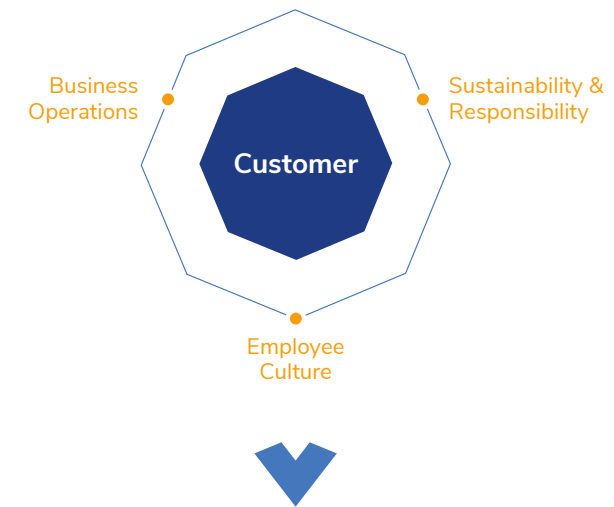 Business
Operations
Sustainability &
Responsibility
Customer
Employee
Culture